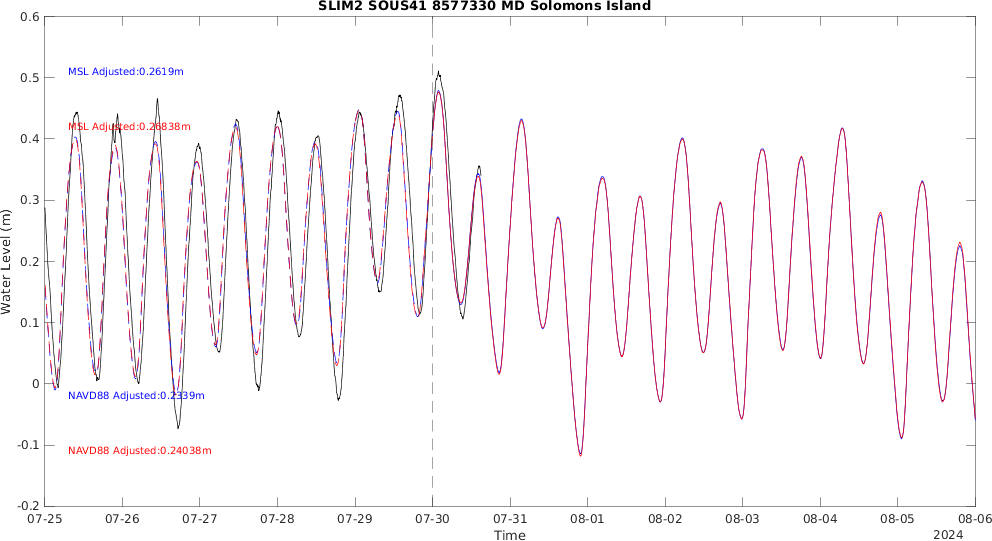 SLIM2 SOUS41 8577330 MD Solomons Island
0.6
0.5
0.4
0.3
0.2
0.1
0
-0.1
-0.2
Water Level (m)
MSL Adjusted:0.2619m
MSL Adjusted:0.26838m
NAVD88 Adjusted:0.2339m
NAVD88 Adjusted:0.24038m
07-25 07-26 07-27 07-28 07-29 07-30 07-31 08-01 08-02 08-03 08-04 08-05 08-06
Time
2024